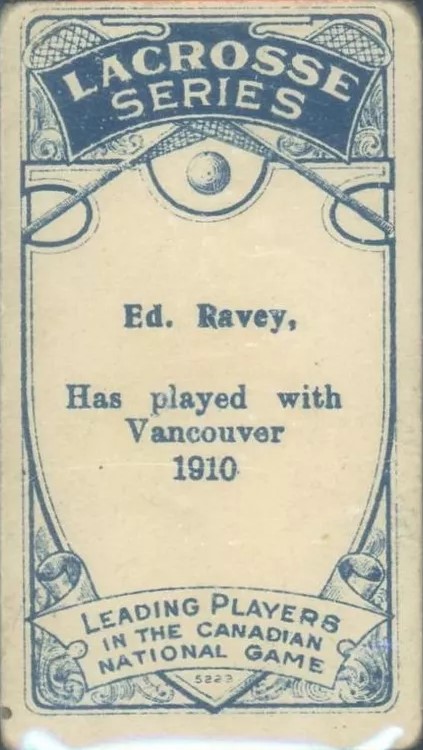 LACROSSE
SERIES
Ed. Ravey,
Has played with
Vancouver
1910
LEADING PLAYERS
IN THE CANADIAN
NATIONAL GAME
5223